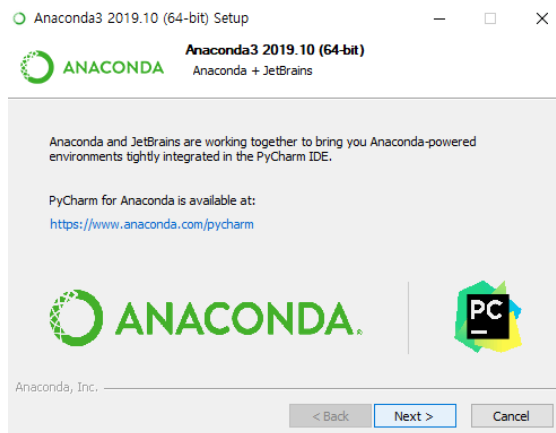 Anaconda3 2019.10 (64-bit) Setup
ANACONDA
Anaconda3 2019.10 (64-bit)
Anaconda + JetBrains
Anaconda and JetBrains are working together to bring you Anaconda-powered
environments tightly integrated in the PyCharm IDE.
PyCharm for Anaconda is available at:
https://www.anaconda.com/pycharm
ANACONDA®
PC
Anaconda, Inc.
< Back
Next >
Cancel